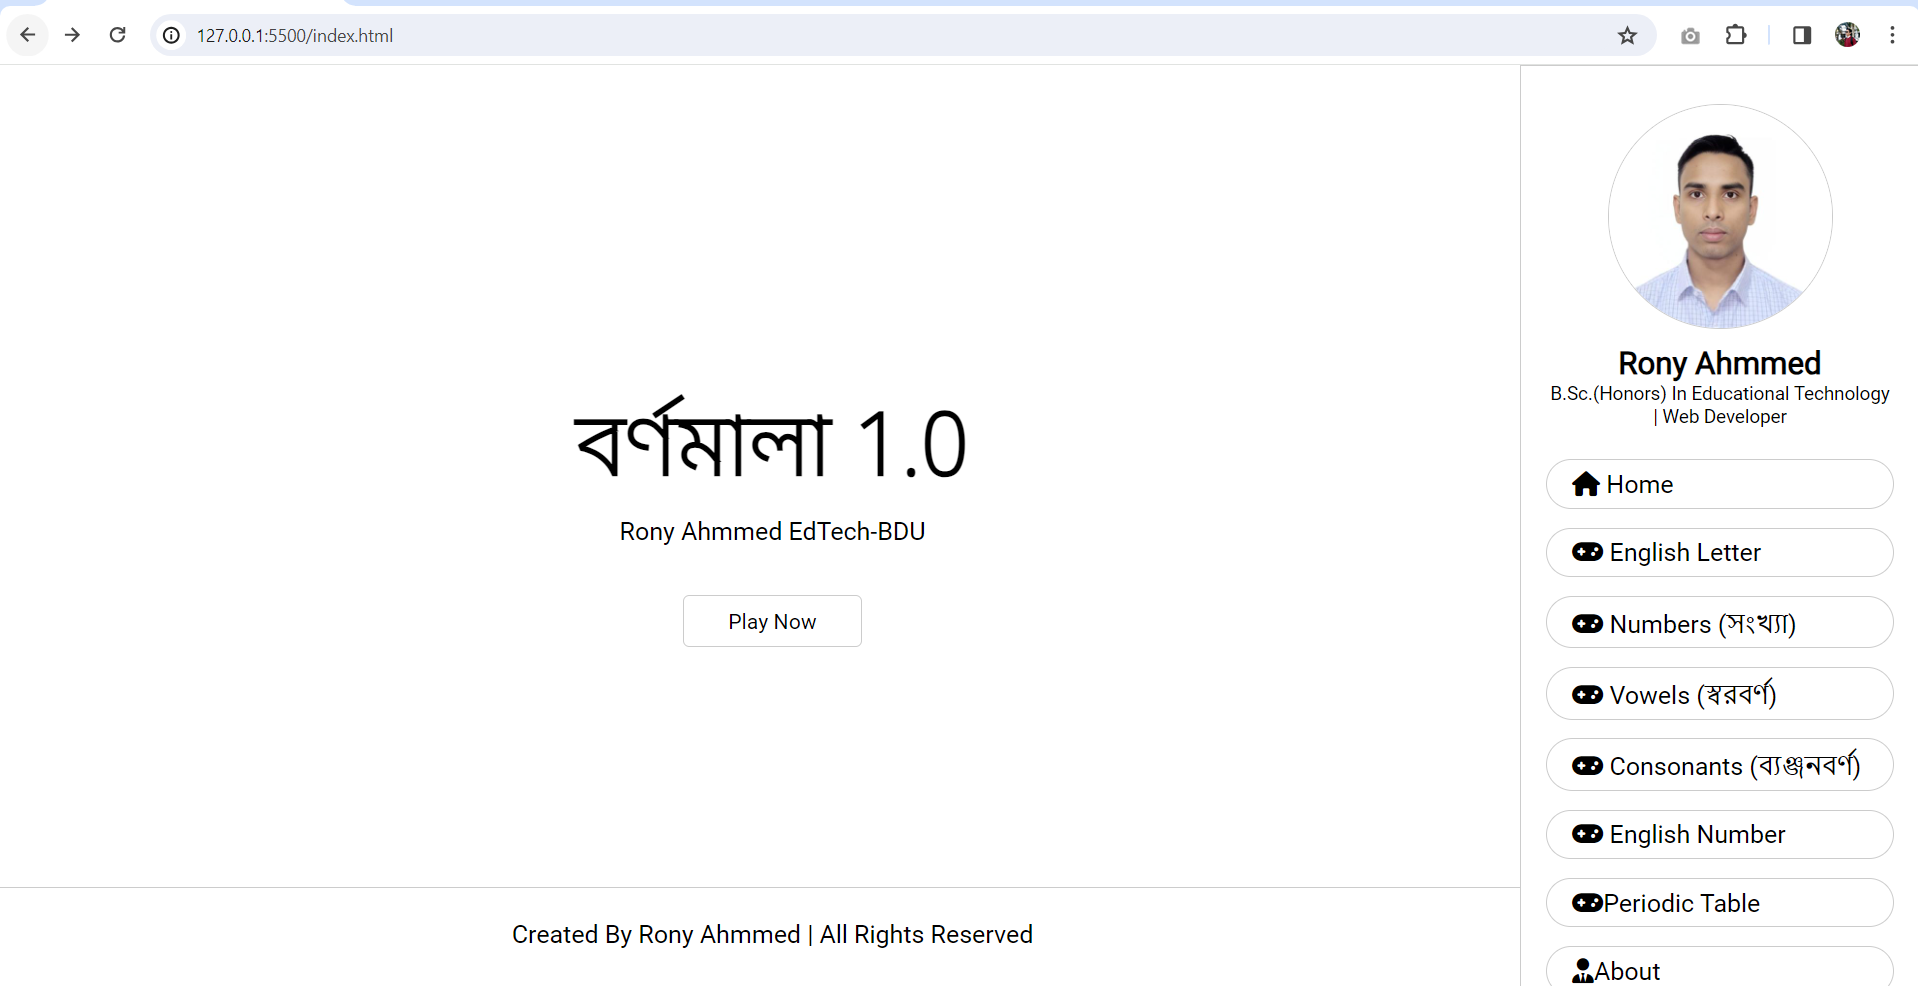 127.0.0.1:5500/index.html
বর্ণমালা 1.0
Rony Ahmmed EdTech-BDU
Play Now
Created By Rony Ahmmed | All Rights Reserved
Rony Ahmmed
B.Sc.(Honors) In Educational Technology
| Web Developer
Home
English Letter
Numbers (সংখ্যা)
Vowels (স্বরবর্ণ)
Consonants (ব্যঞ্জনবর্ণ)
English Number
Periodic Table
About